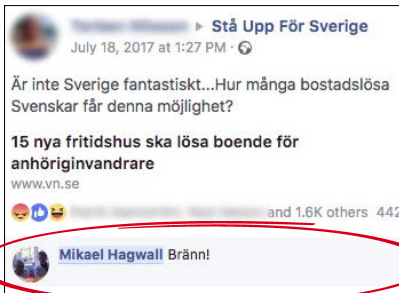 Stå Upp För Sverige
July 18, 2017 at 1:27 PM ·
Är inte Sverige fantastiskt...Hur många bostadslösa
Svenskar får denna möjlighet?
15 nya fritidshus ska lösa boende för
anhöriginvandrare
www.vn.se
and 1.6K others 442
Mikael Hagwall Bränn!